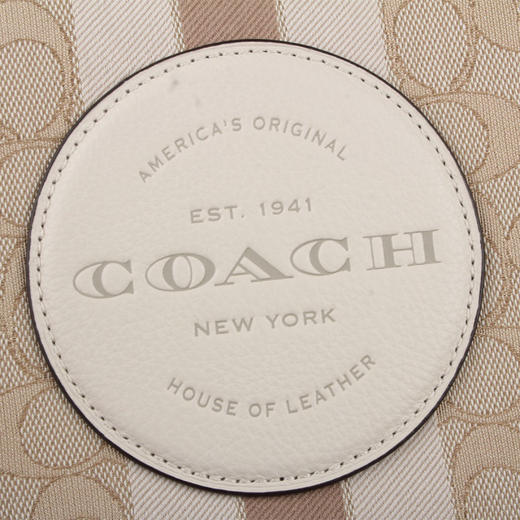 AMERICA'S ORIGINAL
EST. 1941
COACH
NEW YORK
HOUSE OF LEATHER